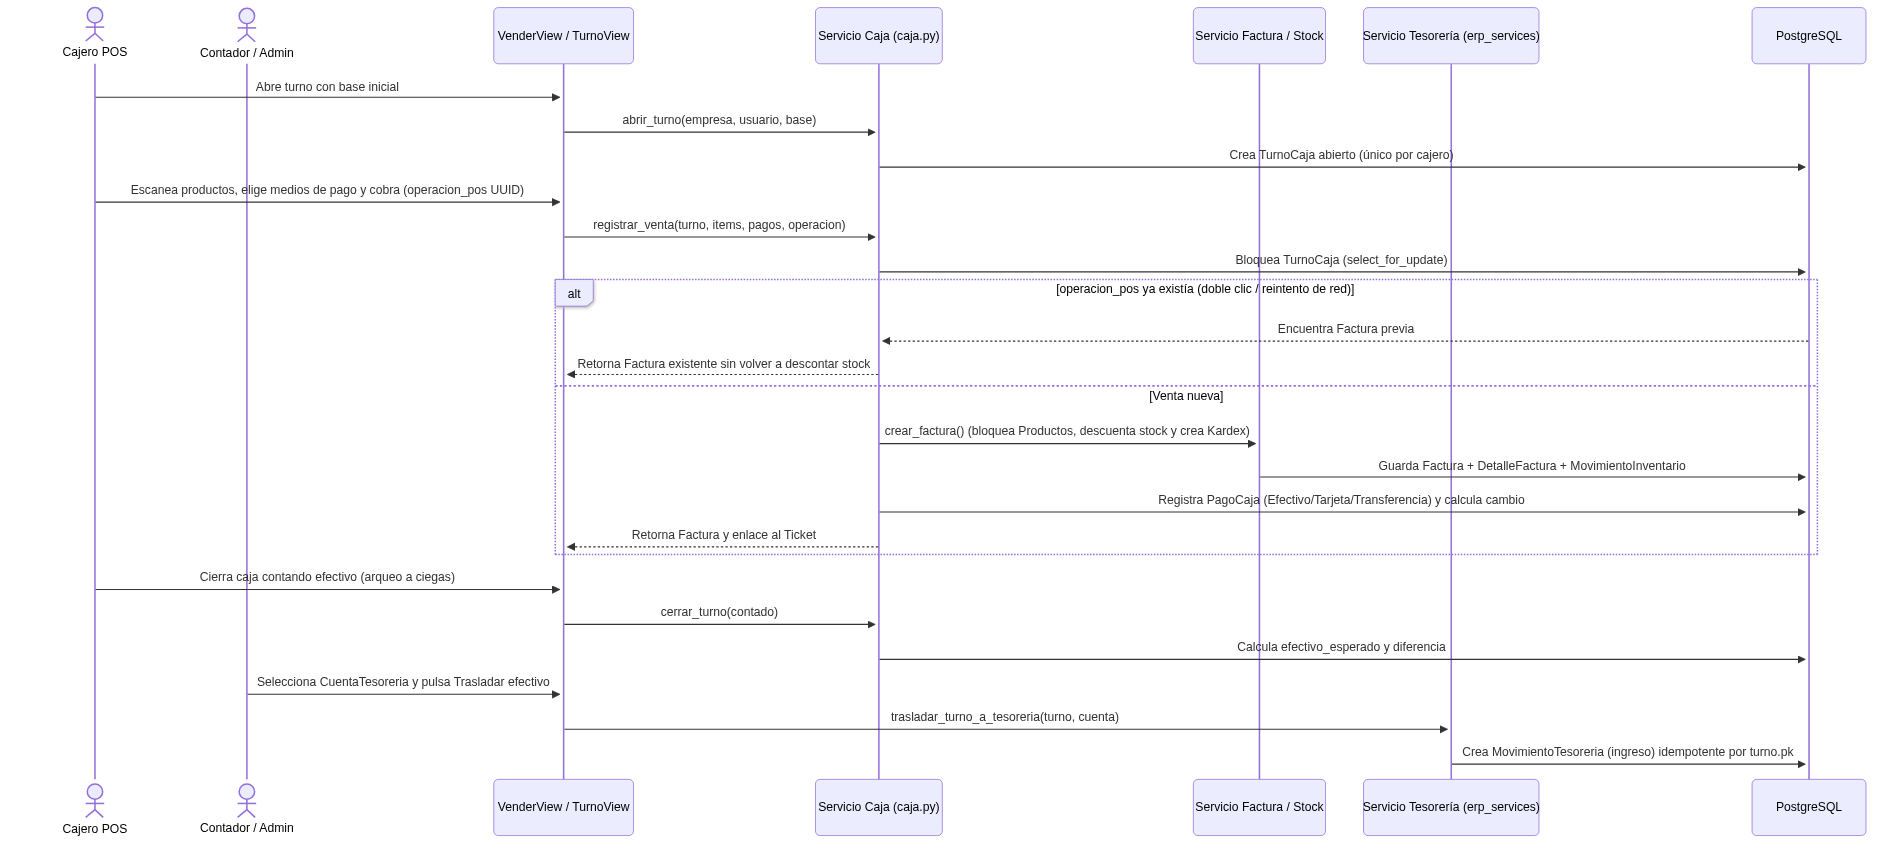 Cajero POS
Contador / Admin
VenderView / TurnoView
Servicio Caja (caja.py)
Servicio Factura / Stock
Servicio Tesorería (erp_services)
PostgreSQL
Abre turno con base inicial
abrir_turno(empresa, usuario, base)
Crea TurnoCaja abierto (único por cajero)
Escanea productos, elige medios de pago y cobra (operacion_pos UUID)
registrar_venta(turno, items, pagos, operacion)
Bloquea TurnoCaja (select_for_update)
alt
[operacion_pos ya existía (doble clic / reintento de red)]
Encuentra Factura previa
Retorna Factura existente sin volver a descontar stock
[Venta nueva]
crear_factura() (bloquea Productos, descuenta stock y crea Kardex)
Guarda Factura + DetalleFactura + MovimientoInventario
Registra PagoCaja (Efectivo/Tarjeta/Transferencia) y calcula cambio
Retorna Factura y enlace al Ticket
Cierra caja contando efectivo (arqueo a ciegas)
cerrar_turno(contado)
Calcula efectivo_esperado y diferencia
Selecciona CuentaTesoreria y pulsa Trasladar efectivo
trasladar_turno_a_tesoreria(turno, cuenta)
Crea MovimientoTesoreria (ingreso) idempotente por turno.pk
Cajero POS
Contador / Admin
VenderView / TurnoView
Servicio Caja (caja.py)
Servicio Factura / Stock
Servicio Tesorería (erp_services)
PostgreSQL